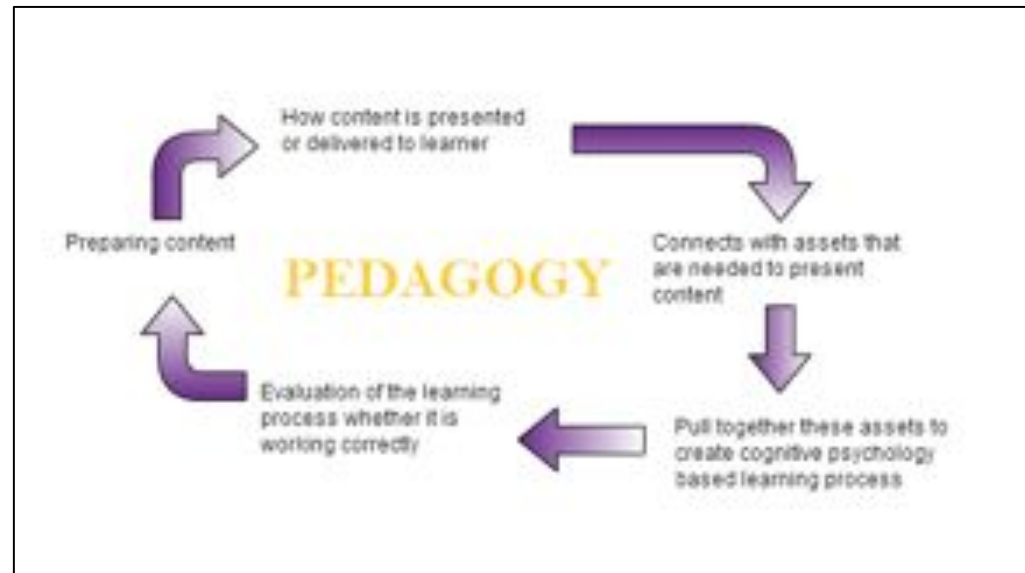 How content is presented
or delivered to learner
Preparing content
PEDAGOGY
Connects with assets that
are needed to present
content
Evaluation of the learning
process whether it is
working correctly
Pull together these assets to
create cognitive psychology
based learning process